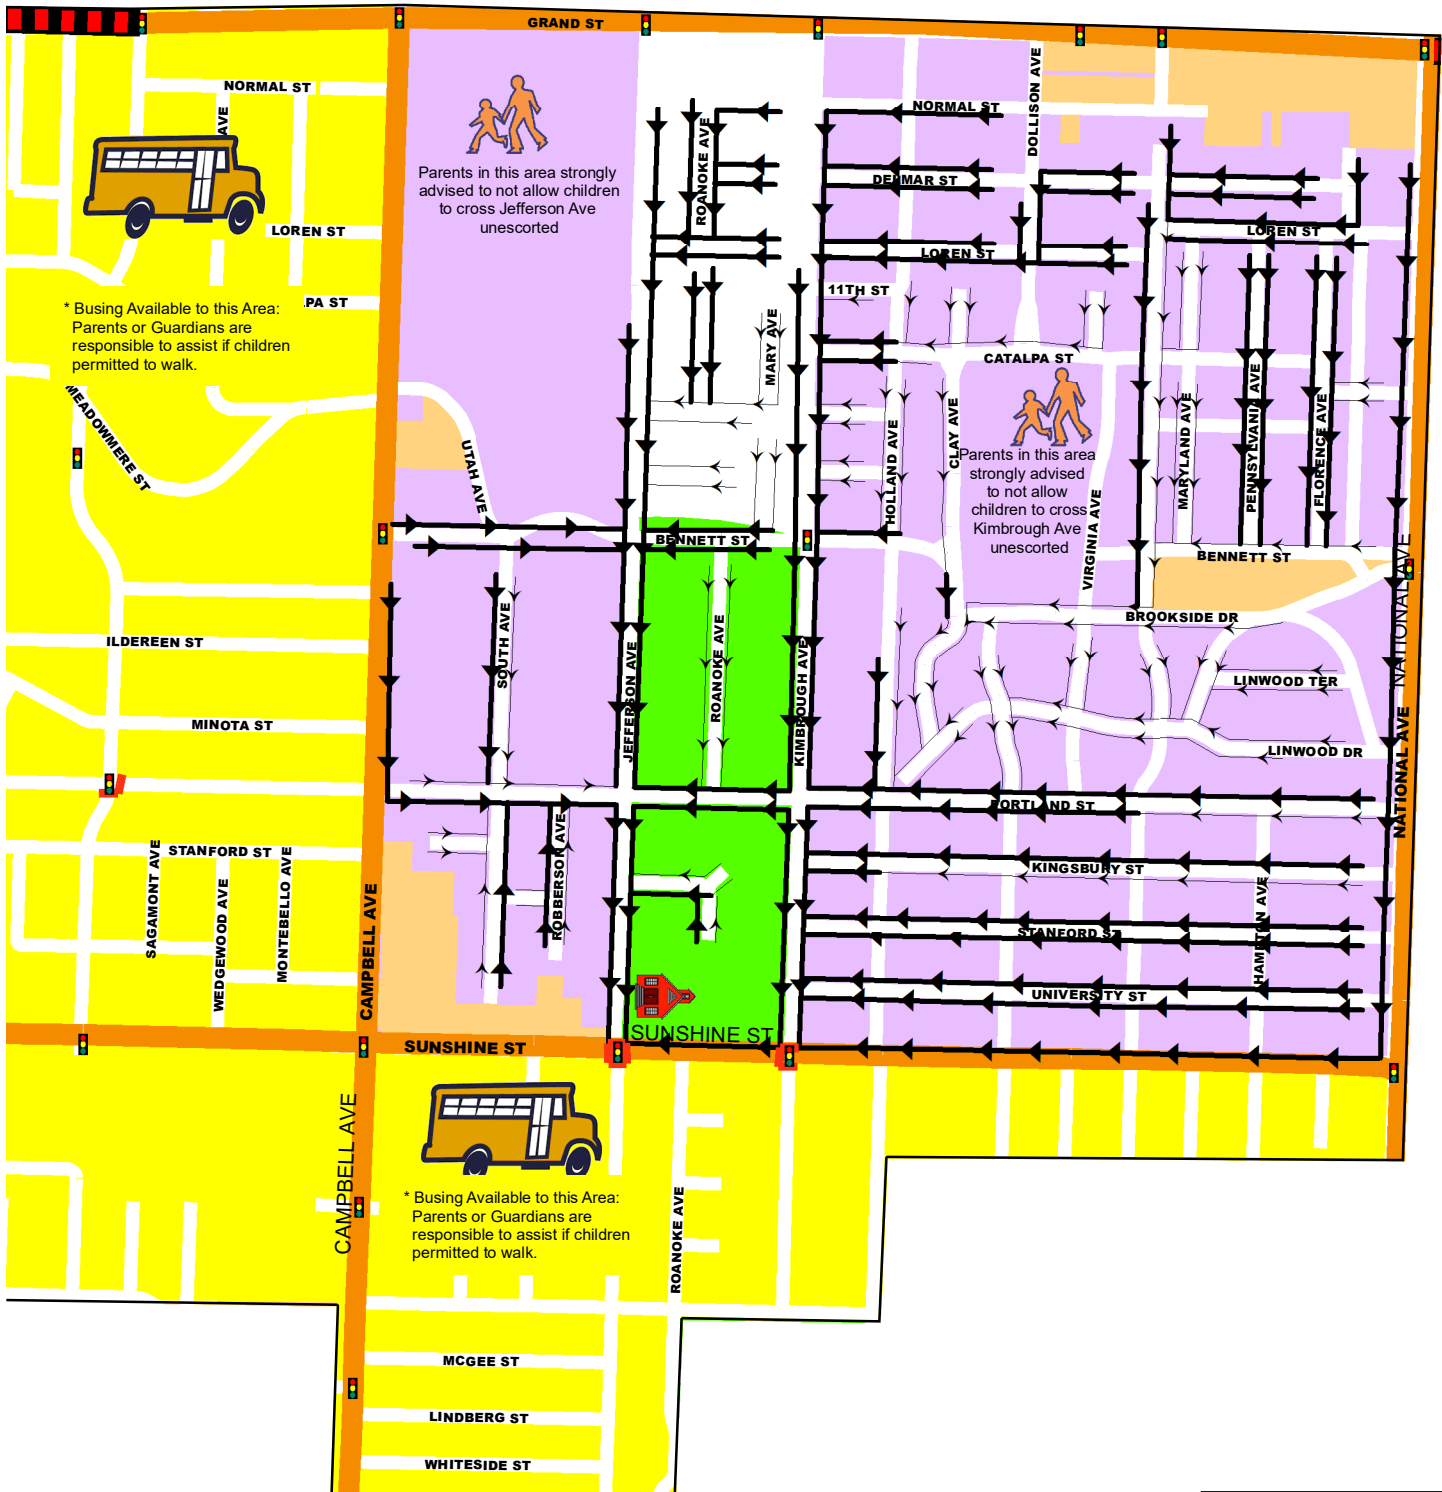 GRAND ST
NORMAL ST
AVE
LOREN ST
PA ST
* Busing Available to this Area:
Parents or Guardians are
responsible to assist if children
permitted to walk.
MEADOWMERE ST
Parents in this area strongly
advised to not allow children
to cross Jefferson Ave
unescorted
UTAH AVE
ROANOKE AVE
MARY AVE
NORMAL ST
DOLLISON AVE
DELMAR ST
LOREN ST
LOREN ST
11TH ST
CATALPA ST
HOLLAND AVE
CLAY AVE
Parents in this area
strongly advised
to not allow
children to cross
Kimbrough Ave
unescorted
VIRGINIA AVE
MARYLAND AVE
PENNSYLVANIA AVE
FLORENCE AVE
BENNETT ST
BENNETT ST
NATIONAL AVE
BROOKSIDE DR
ILDEREEN ST
SOUTH AVE
JEFFERSON AVE
ROANOKE AVE
KIMBROUGH AVE
LINWOOD TER
MINOTA ST
LINWOOD DR
NATIONAL AVE
PORTLAND ST
STANFORD ST
SAGAMONT AVE
WEDGEWOOD AVE
MONTEBELLO AVE
CAMPBELL AVE
ROBBERSON AVE
KINGSBURY ST
STANFORD ST
HAMPTON AVE
UNIVERSITY ST
SUNSHINE ST
SUNSHINE ST
CAMPBELL AVE
* Busing Available to this Area:
Parents or Guardians are
responsible to assist if children
permitted to walk.
ROANOKE AVE
MCGEE ST
LINDBERG ST
WHITESIDE ST